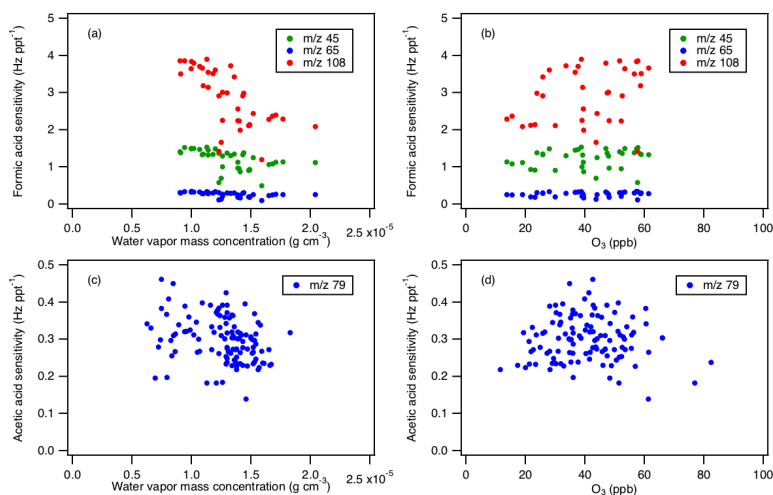 (a)
m/z 45
m/z 65
m/z 108
Formic acid sensitivity (Hz ppt⁻¹)
5
4
3
2
1
0
0.0 0.5 1.0 1.5 2.0 2.5 x10⁻⁵
Water vapor mass concentration (g cm⁻³)
(b)
m/z 45
m/z 65
m/z 108
Formic acid sensitivity (Hz ppt⁻¹)
5
4
3
2
1
0
0 20 40 60 80 100
O₃ (ppb)
(c)
m/z 79
Acetic acid sensitivity (Hz ppt⁻¹)
0.5
0.4
0.3
0.2
0.1
0.0
0.0 0.5 1.0 1.5 2.0 2.5 x10⁻⁵
Water vapor mass concentration (g cm⁻³)
(d)
m/z 79
Acetic acid sensitivity (Hz ppt⁻¹)
0.5
0.4
0.3
0.2
0.1
0.0
0 20 40 60 80 100
O₃ (ppb)